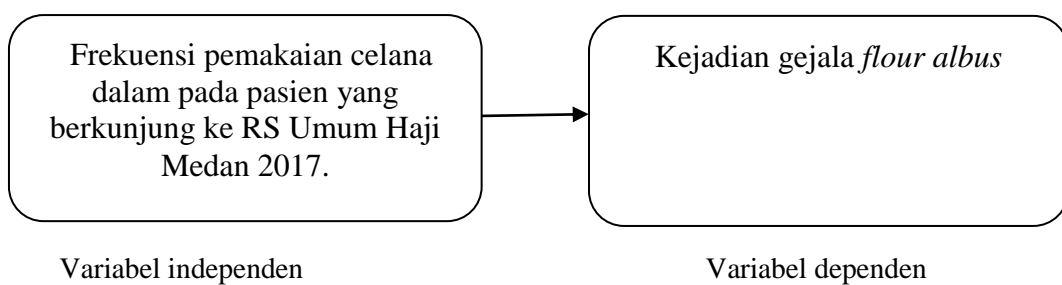 Frekuensi pemakaian celana
dalam pada pasien yang
berkunjung ke RS Umum Haji
Medan 2017.
Kejadian gejala flour albus
Variabel independen
Variabel dependen